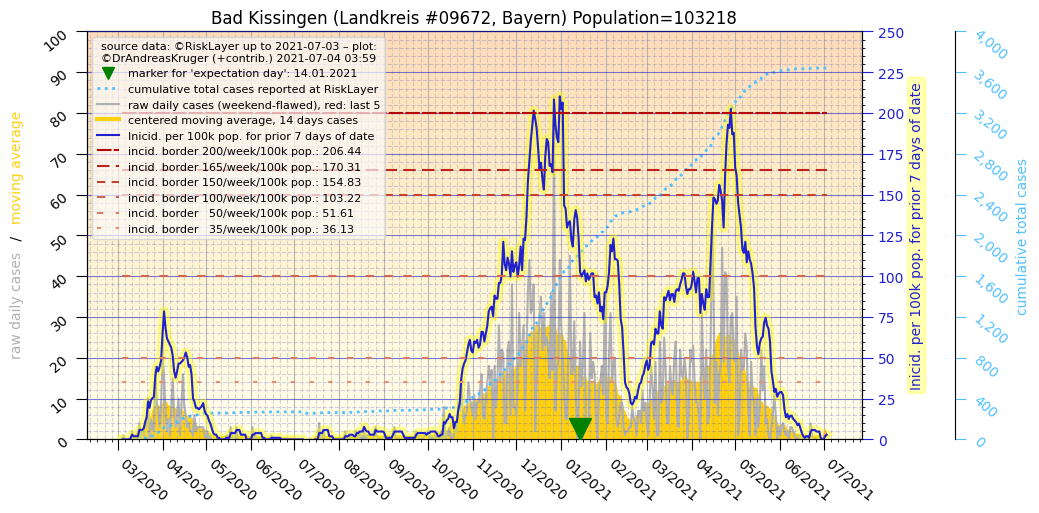 Bad Kissingen (Landkreis #09672, Bayern) Population=103218
source data: ©RiskLayer up to 2021-07-03 – plot:
©DrAndreasKruger (+contrib.) 2021-07-04 03:59
marker for 'expectation day': 14.01.2021
cumulative total cases reported at RiskLayer
raw daily cases (weekend-flawed), red: last 5
centered moving average, 14 days cases
Inicid. per 100k pop. for prior 7 days of date
incid. border 200/week/100k pop.: 206.44
incid. border 165/week/100k pop.: 170.31
incid. border 150/week/100k pop.: 154.83
incid. border 100/week/100k pop.: 103.22
incid. border 50/week/100k pop.: 51.61
incid. border 35/week/100k pop.: 36.13
raw daily cases / moving average
100
90
80
70
60
50
40
30
20
10
0
250
225
200
175
150
125
100
75
50
25
0
Inicid. per 100k pop. for prior 7 days of date
4,000
3,600
3,200
2,800
2,400
2,000
1,600
1,200
800
400
0
cumulative total cases
03/2020
04/2020
05/2020
06/2020
07/2020
08/2020
09/2020
10/2020
11/2020
12/2020
01/2021
02/2021
03/2021
04/2021
05/2021
06/2021
07/2021